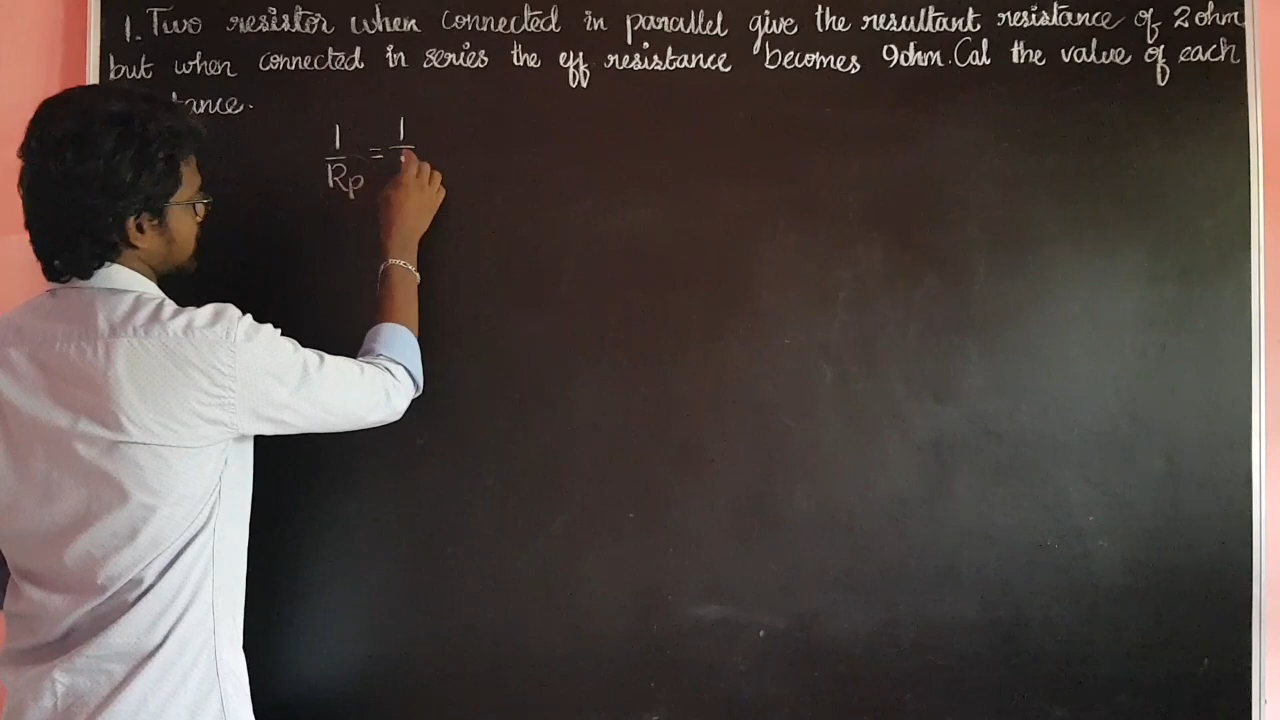 1. Two resistor when connected in parallel give the resultant resistance of 2 ohm
but when connected in series the eff resistance becomes 9ohm. Cal the value of each
tance.
1/Rp = 1/